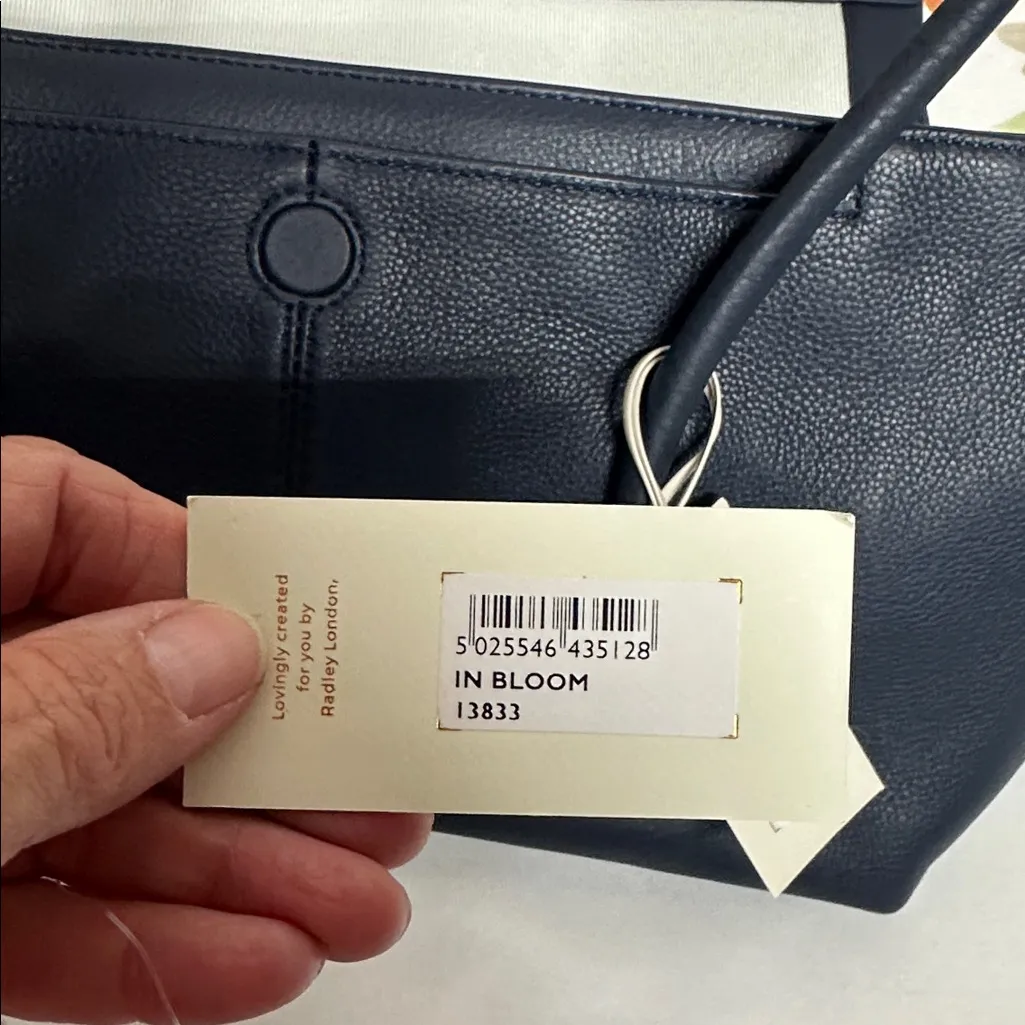 Lovingly created
for you by
Radley London,
5 025546 435128
IN BLOOM
13833